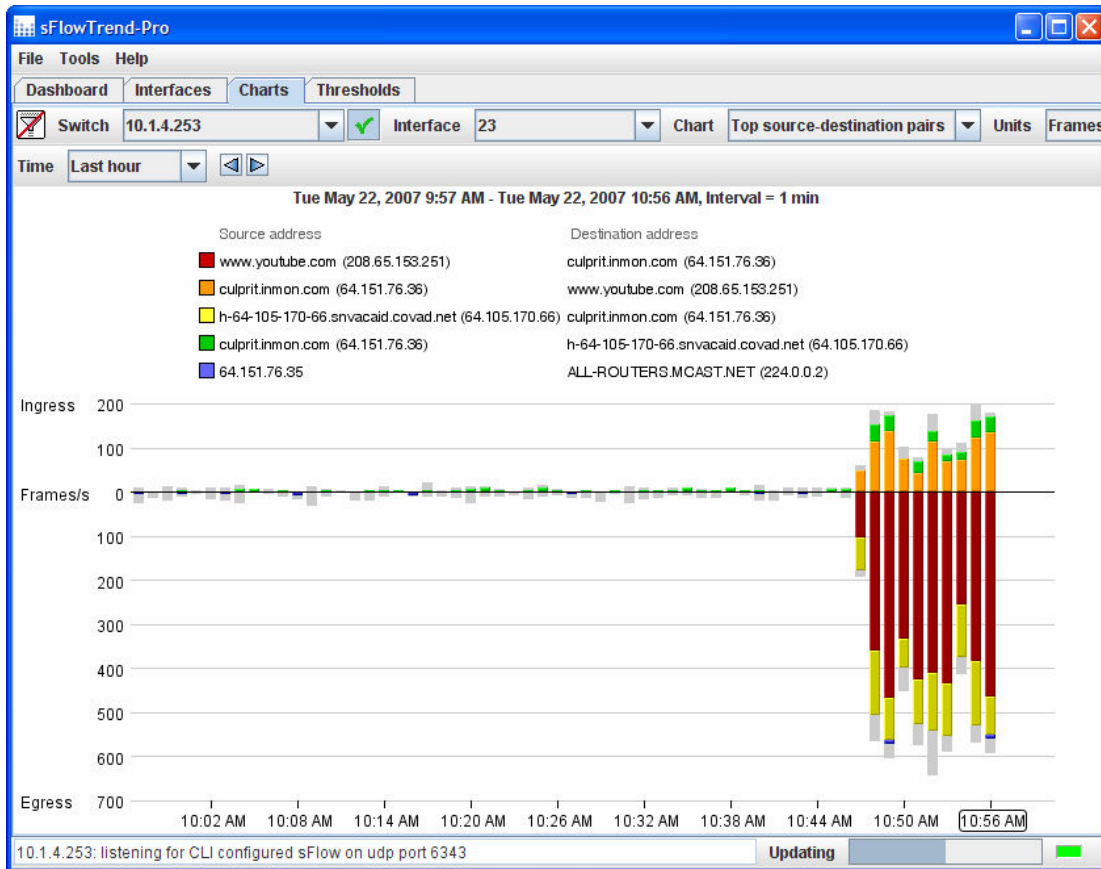 sFlowTrend-Pro
File Tools Help
Dashboard Interfaces Charts Thresholds
Switch 10.1.4.253 Interface 23 Chart Top source-destination pairs Units Frames
Time Last hour
Tue May 22, 2007 9:57 AM - Tue May 22, 2007 10:56 AM, Interval = 1 min
Source address Destination address
www.youtube.com (208.65.153.251) culprit.inmon.com (64.151.76.36)
culprit.inmon.com (64.151.76.36) www.youtube.com (208.65.153.251)
h-64-105-170-66.snvacaid.covad.net (64.105.170.66) culprit.inmon.com (64.151.76.36)
culprit.inmon.com (64.151.76.36) h-64-105-170-66.snvacaid.covad.net (64.105.170.66)
64.151.76.35 ALL-ROUTERS.MCAST.NET (224.0.0.2)
Ingress 200
100
Frames/s 0
100
200
300
400
500
600
Egress 700
10:02 AM 10:08 AM 10:14 AM 10:20 AM 10:26 AM 10:32 AM 10:38 AM 10:44 AM 10:50 AM 10:56 AM
10.1.4.253: listening for CLI configured sFlow on udp port 6343 Updating